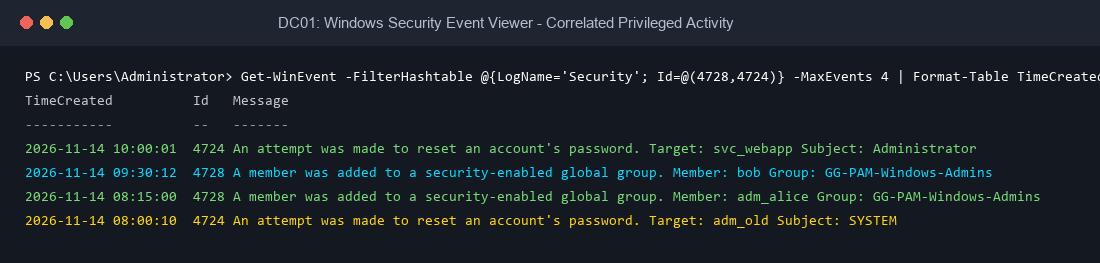 DC01: Windows Security Event Viewer - Correlated Privileged Activity
PS C:\Users\Administrator> Get-WinEvent -FilterHashtable @{LogName='Security'; Id=@(4728,4724)} -MaxEvents 4 | Format-Table TimeCreated
TimeCreated          Id   Message
-----------          --   -------
2026-11-14 10:00:01  4724 An attempt was made to reset an account's password. Target: svc_webapp Subject: Administrator
2026-11-14 09:30:12  4728 A member was added to a security-enabled global group. Member: bob Group: GG-PAM-Windows-Admins
2026-11-14 08:15:00  4728 A member was added to a security-enabled global group. Member: adm_alice Group: GG-PAM-Windows-Admins
2026-11-14 08:00:10  4724 An attempt was made to reset an account's password. Target: adm_old Subject: SYSTEM